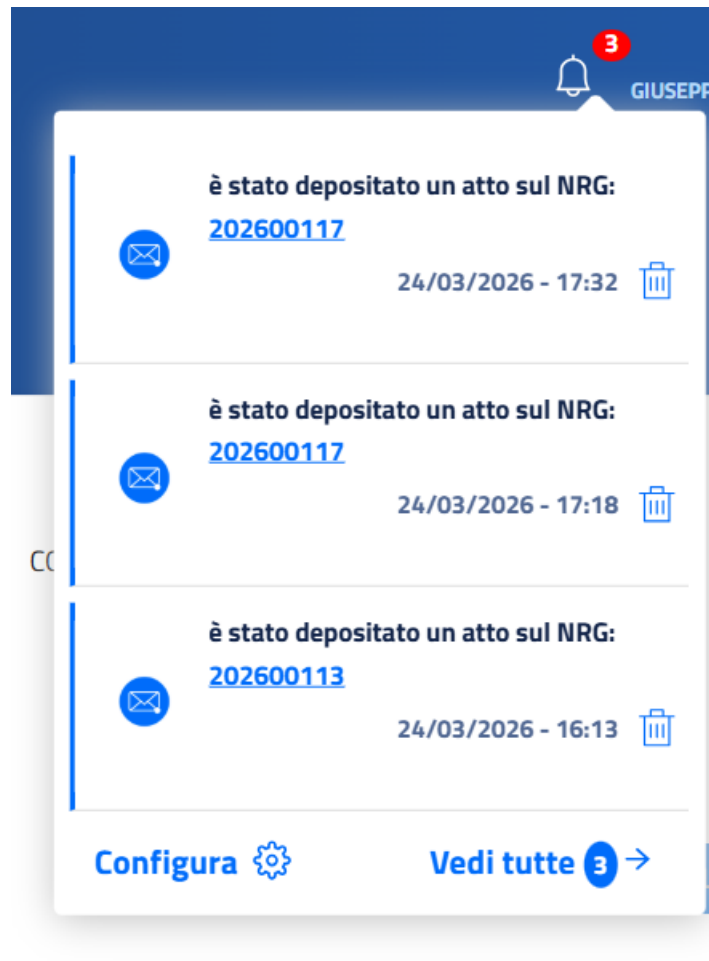 3
GIUSEPP
è stato depositato un atto sul NRG:
202600117
24/03/2026 - 17:32
è stato depositato un atto sul NRG:
202600117
24/03/2026 - 17:18
CO
è stato depositato un atto sul NRG:
202600113
24/03/2026 - 16:13
Configura
Vedi tutte 3